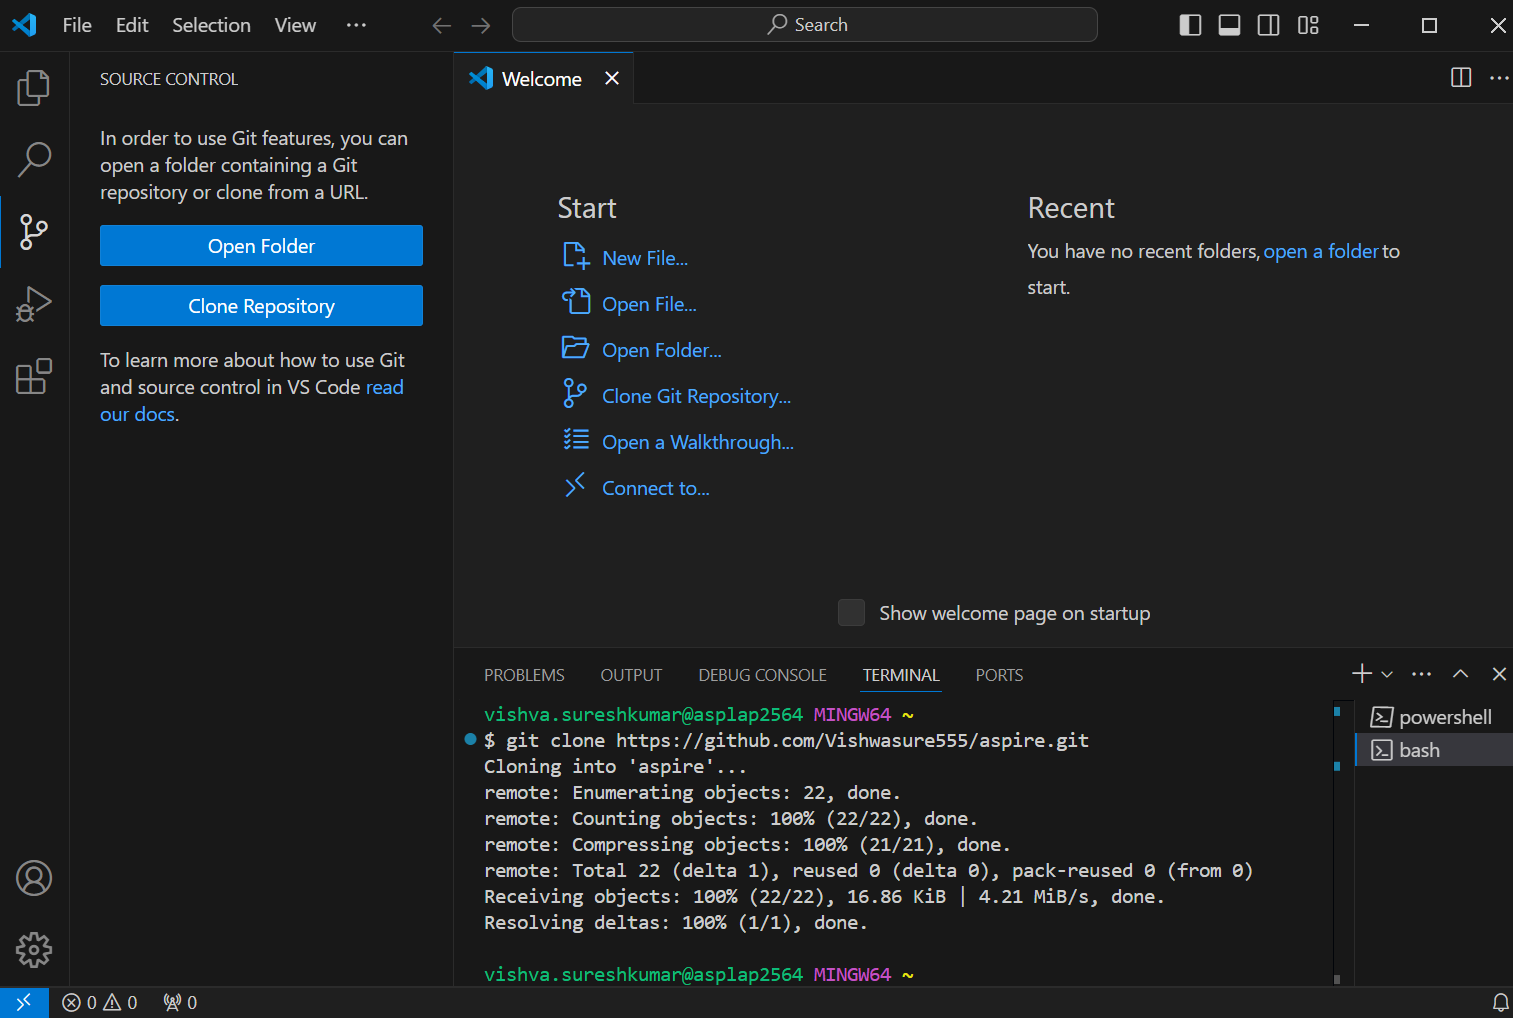 File Edit Selection View ···
Search
SOURCE CONTROL
In order to use Git features, you can
open a folder containing a Git
repository or clone from a URL.
Open Folder
Clone Repository
To learn more about how to use Git
and source control in VS Code read
our docs.
Welcome
Start
New File...
Open File...
Open Folder...
Clone Git Repository...
Open a Walkthrough...
Connect to...
Recent
You have no recent folders, open a folder to
start.
Show welcome page on startup
PROBLEMS OUTPUT DEBUG CONSOLE TERMINAL PORTS
vishva.sureshkumar@asplap2564 MINGW64 ~
$ git clone https://github.com/Vishwasure555/aspire.git
Cloning into 'aspire'...
remote: Enumerating objects: 22, done.
remote: Counting objects: 100% (22/22), done.
remote: Compressing objects: 100% (21/21), done.
remote: Total 22 (delta 1), reused 0 (delta 0), pack-reused 0 (from 0)
Receiving objects: 100% (22/22), 16.86 KiB | 4.21 MiB/s, done.
Resolving deltas: 100% (1/1), done.
vishva.sureshkumar@asplap2564 MINGW64 ~
powershell
bash
0 0 0